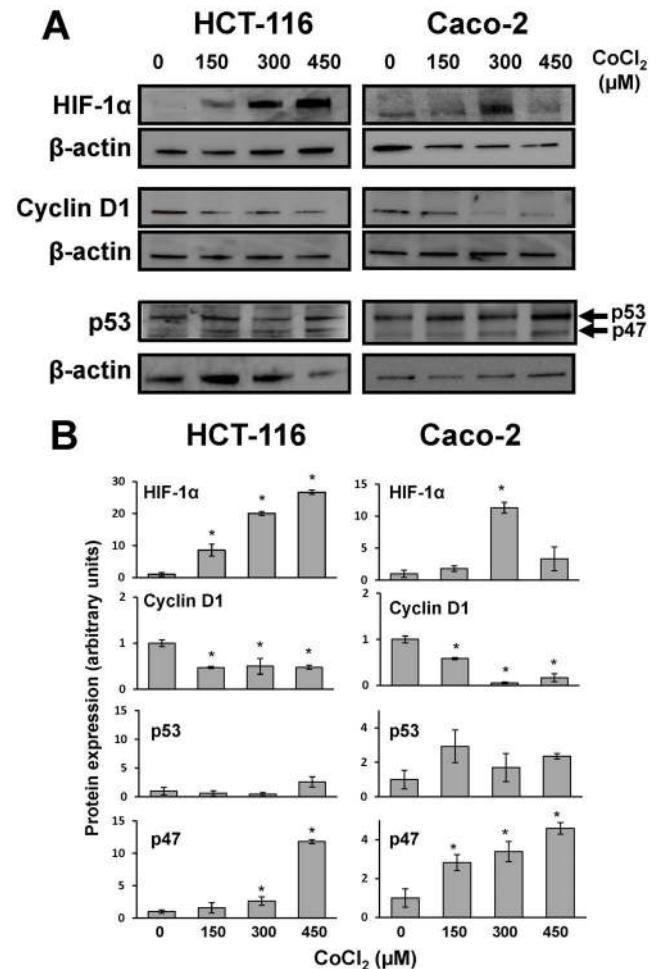 A
HCT-116 Caco-2
0 150 300 450 0 150 300 450 CoCl2 (µM)
HIF-1α
β-actin
Cyclin D1
β-actin
p53 p53
p47
β-actin
B
HCT-116 Caco-2
Protein expression (arbitrary units)
HIF-1α HIF-1α
30 15
20 10
* * * *
10 5
0 0
Cyclin D1 Cyclin D1
2 2
1 * * * 1 * * *
0 0
p53 p53
15
10 4
5 2
0 0
p47 p47
15 * * * *
10 4
5 * 2
0 0
0 150 300 450 0 150 300 450
CoCl2 (µM)